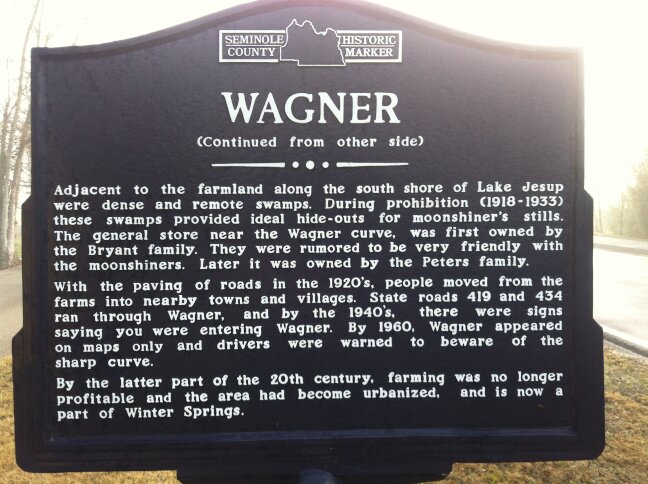 SEMINOLE COUNTY HISTORIC MARKER
WAGNER
(Continued from other side)
Adjacent to the farmland along the south shore of Lake Jesup
were dense and remote swamps. During prohibition (1918-1933)
these swamps provided ideal hide-outs for moonshiner's stills.
The general store near the Wagner curve, was first owned by
the Bryant family. They were rumored to be very friendly with
the moonshiners. Later it was owned by the Peters family.
With the paving of roads in the 1920's, people moved from the
farms into nearby towns and villages. State roads 419 and 434
ran through Wagner, and by the 1940's, there were signs
saying you were entering Wagner. By 1960, Wagner appeared
on maps only and drivers were warned to beware of the
sharp curve.
By the latter part of the 20th century, farming was no longer
profitable and the area had become urbanized, and is now a
part of Winter Springs.